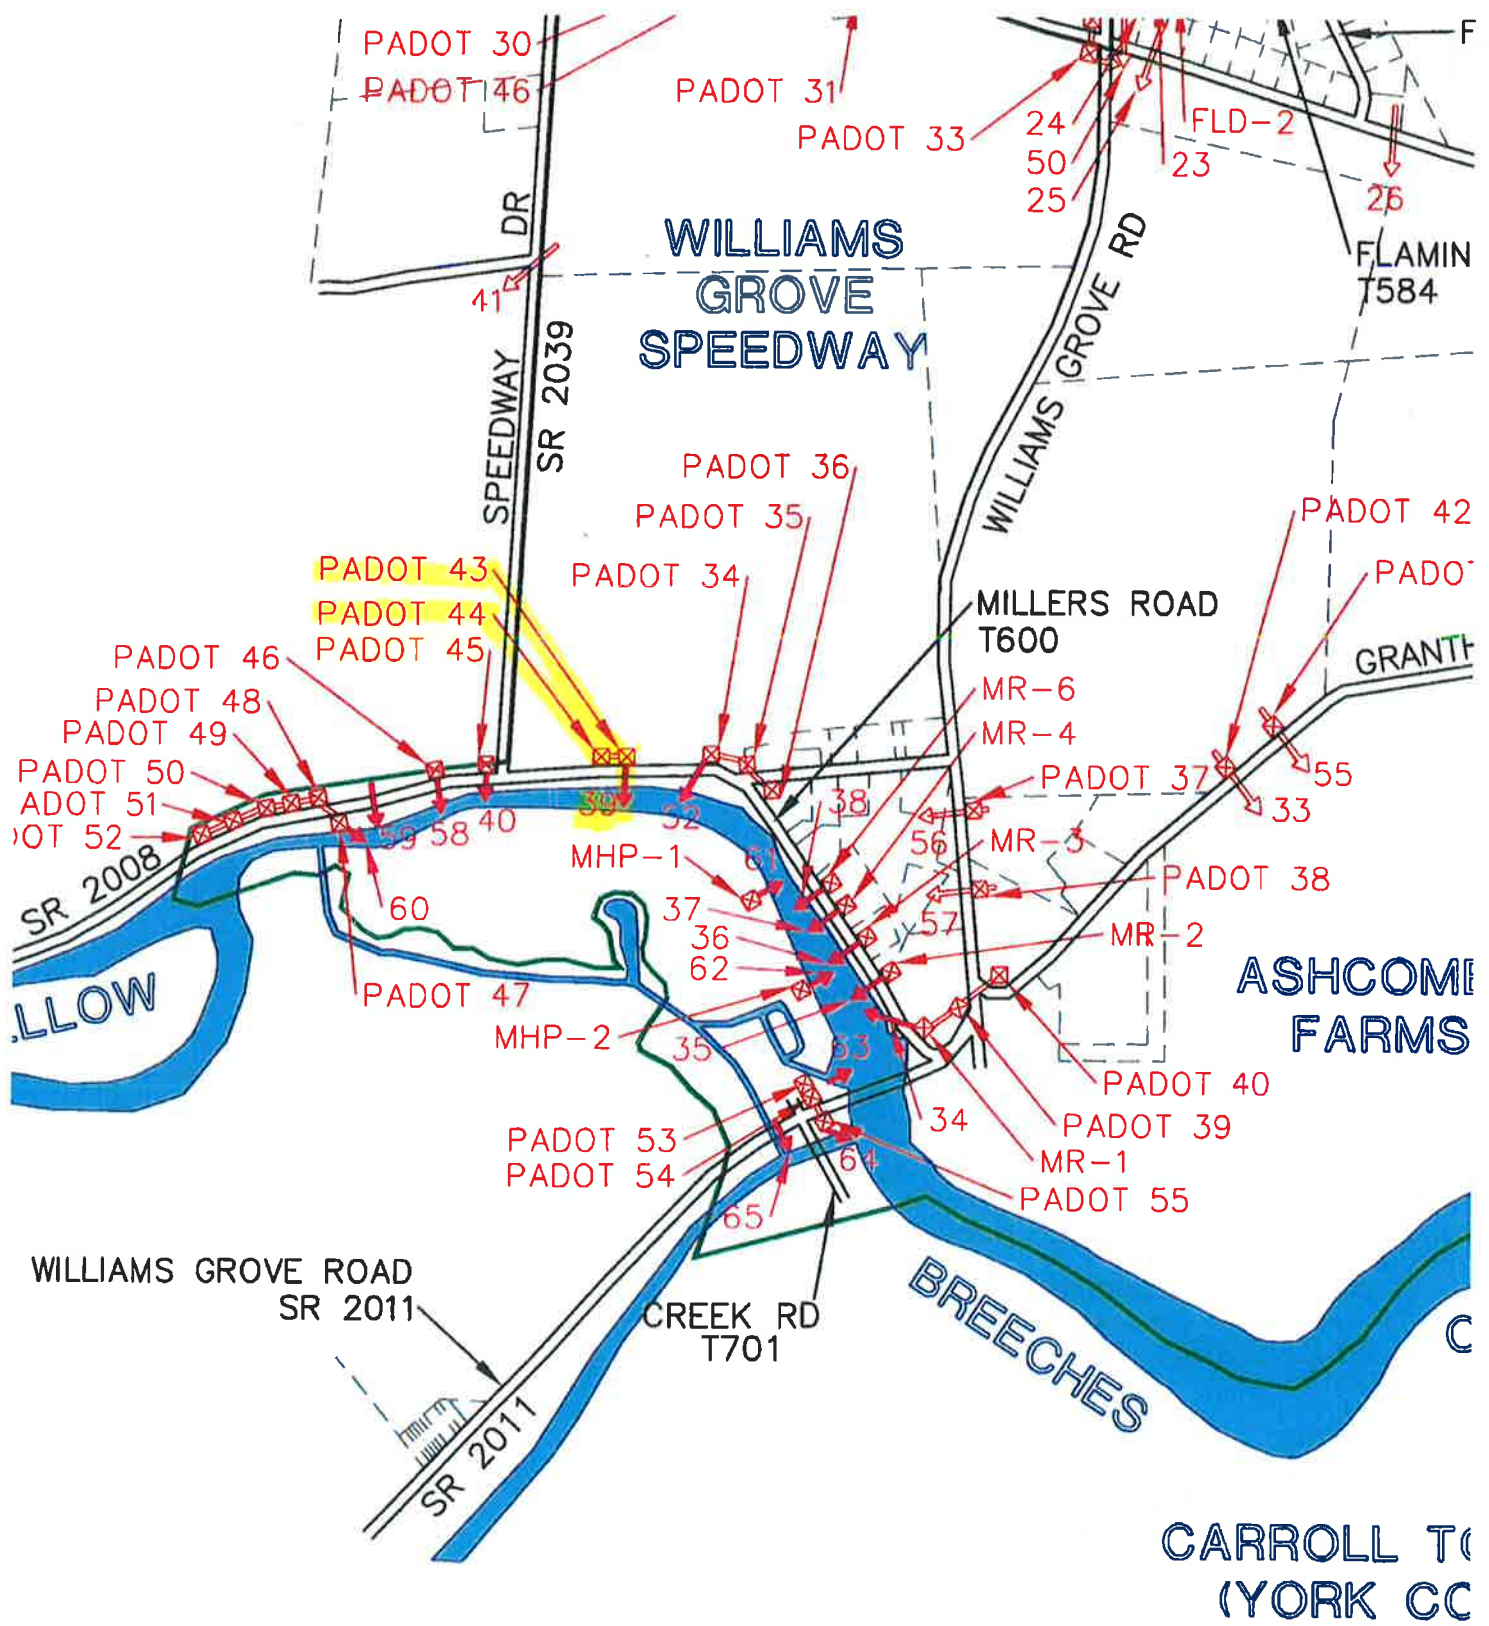 PADOT 30
PADOT 46
PADOT 31
PADOT 33
24
50
25
FLD-2
23
26
F
FLAMIN
T584
DR
41
WILLIAMS
GROVE
SPEEDWAY
WILLIAMS GROVE RD
SPEEDWAY
SR 2039
PADOT 36
PADOT 35
PADOT 34
PADOT 42
PADO
PADOT 43
PADOT 44
PADOT 45
PADOT 46
PADOT 48
PADOT 49
PADOT 50
ADOT 51
OT 52
MILLERS ROAD
T600
GRANTH
MR-6
MR-4
PADOT 37
55
33
38
39
52
40
58
59
60
MHP-1
61
56
MR-3
PADOT 38
57
37
36
62
MR-2
SR 2008
LLOW
PADOT 47
MHP-2
35
63
ASHCOMB
FARMS
PADOT 40
PADOT 39
34
MR-1
PADOT 55
PADOT 53
PADOT 54
64
65
WILLIAMS GROVE ROAD
SR 2011
CREEK RD
T701
BREECHES
C
SR 2011
CARROLL TO
(YORK CO